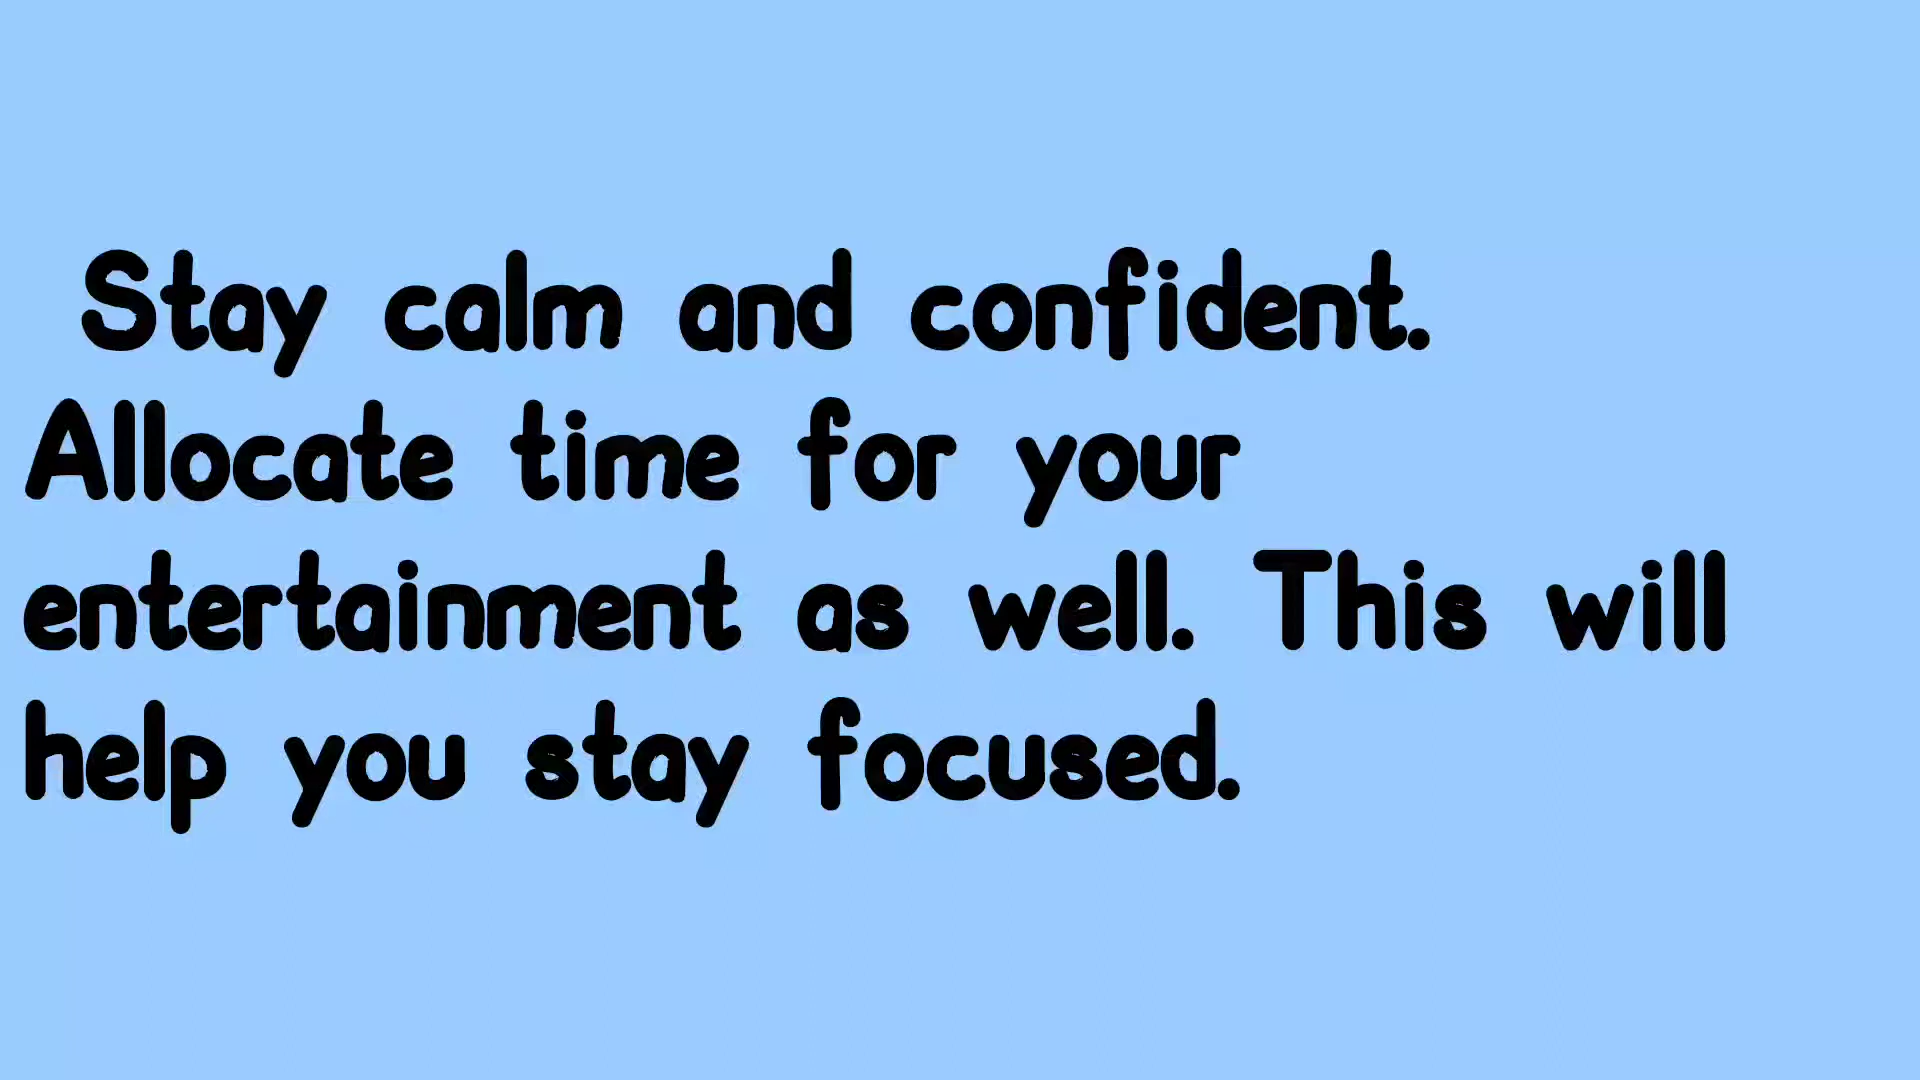 Stay calm and confident.
Allocate time for your
entertainment as well. This will
help you stay focused.